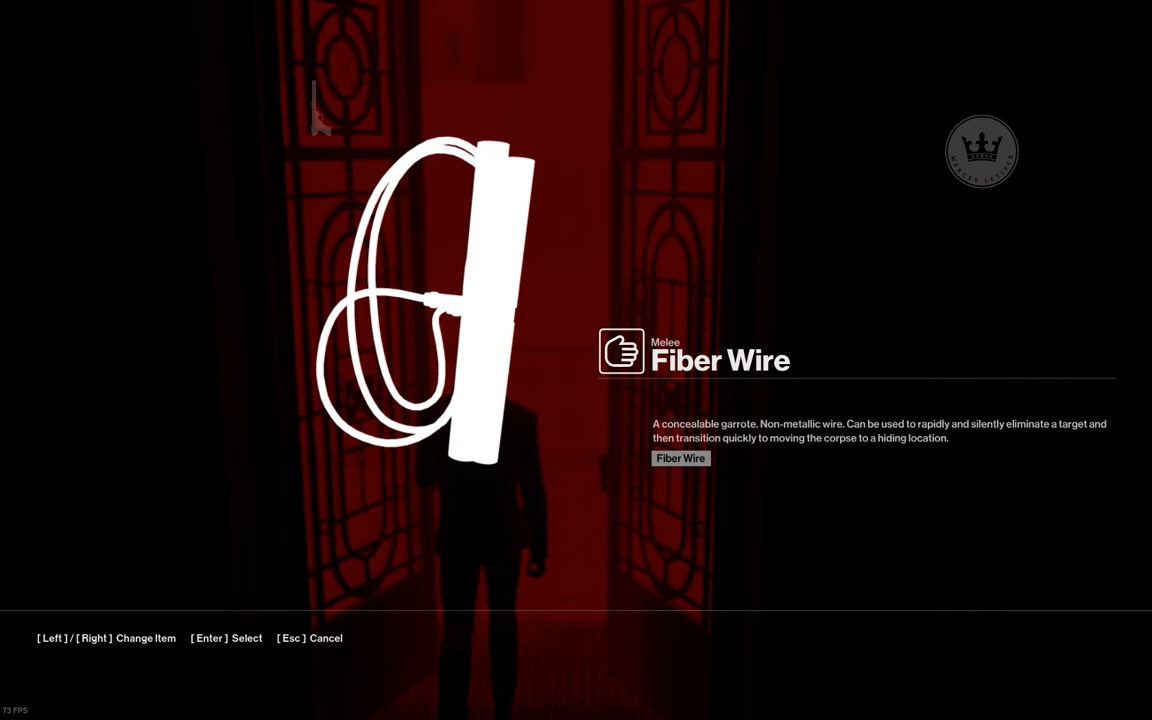 Melee
Fiber Wire
A concealable garrote. Non-metallic wire. Can be used to rapidly and silently eliminate a target and
then transition quickly to moving the corpse to a hiding location.
Fiber Wire
[ Left ] / [ Right ] Change Item [ Enter ] Select [ Esc ] Cancel
73 FPS